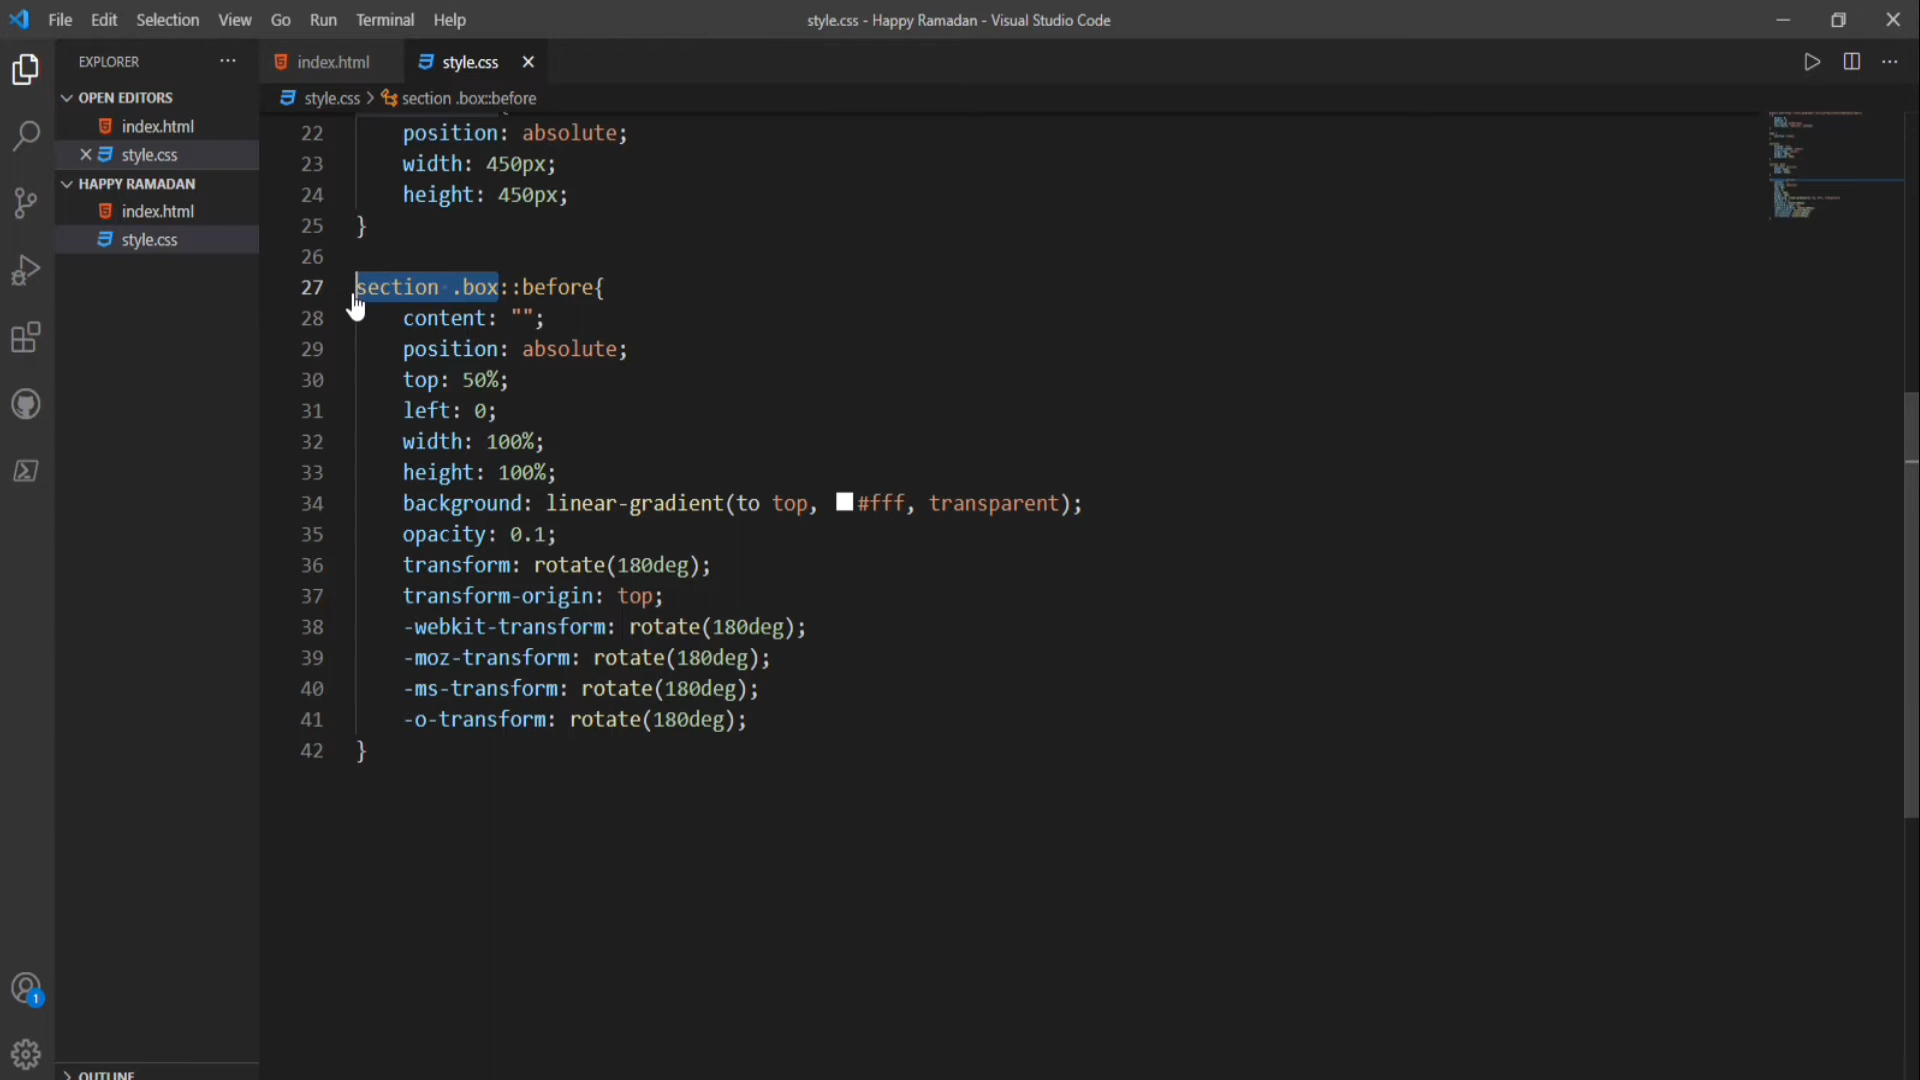 File Edit Selection View Go Run Terminal Help
style.css - Happy Ramadan - Visual Studio Code
EXPLORER
OPEN EDITORS
index.html
style.css
HAPPY RAMADAN
index.html
style.css
OUTLINE
1
index.html
style.css
style.css > section .box::before
22 position: absolute;
23 width: 450px;
24 height: 450px;
25 }
26
27 section .box::before{
28 content: "";
29 position: absolute;
30 top: 50%;
31 left: 0;
32 width: 100%;
33 height: 100%;
34 background: linear-gradient(to top, #fff, transparent);
35 opacity: 0.1;
36 transform: rotate(180deg);
37 transform-origin: top;
38 -webkit-transform: rotate(180deg);
39 -moz-transform: rotate(180deg);
40 -ms-transform: rotate(180deg);
41 -o-transform: rotate(180deg);
42 }